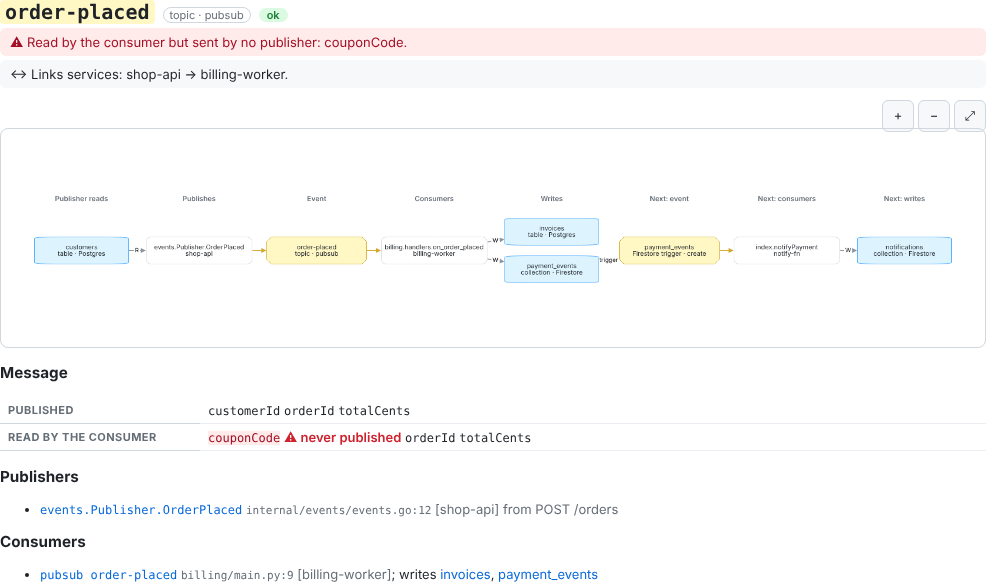 order-placed topic · pubsub ok
⚠ Read by the consumer but sent by no publisher: couponCode.
↔ Links services: shop-api → billing-worker.
+ − ⤢
Publisher reads Publishes Event Consumers Writes Next: event Next: consumers Next: writes
customers
table · Postgres
R
events.Publisher.OrderPlaced
shop-api
order-placed
topic · pubsub
billing.handlers.on_order_placed
billing-worker
W
invoices
table · Postgres
W
payment_events
collection · Firestore
trigger
payment_events
Firestore trigger · create
index.notifyPayment
notify-fn
W
notifications
collection · Firestore
Message
PUBLISHED customerId orderId totalCents
READ BY THE CONSUMER couponCode ⚠ never published orderId totalCents
Publishers
• events.Publisher.OrderPlaced internal/events/events.go:12 [shop-api] from POST /orders
Consumers
• pubsub order-placed billing/main.py:9 [billing-worker]; writes invoices, payment_events